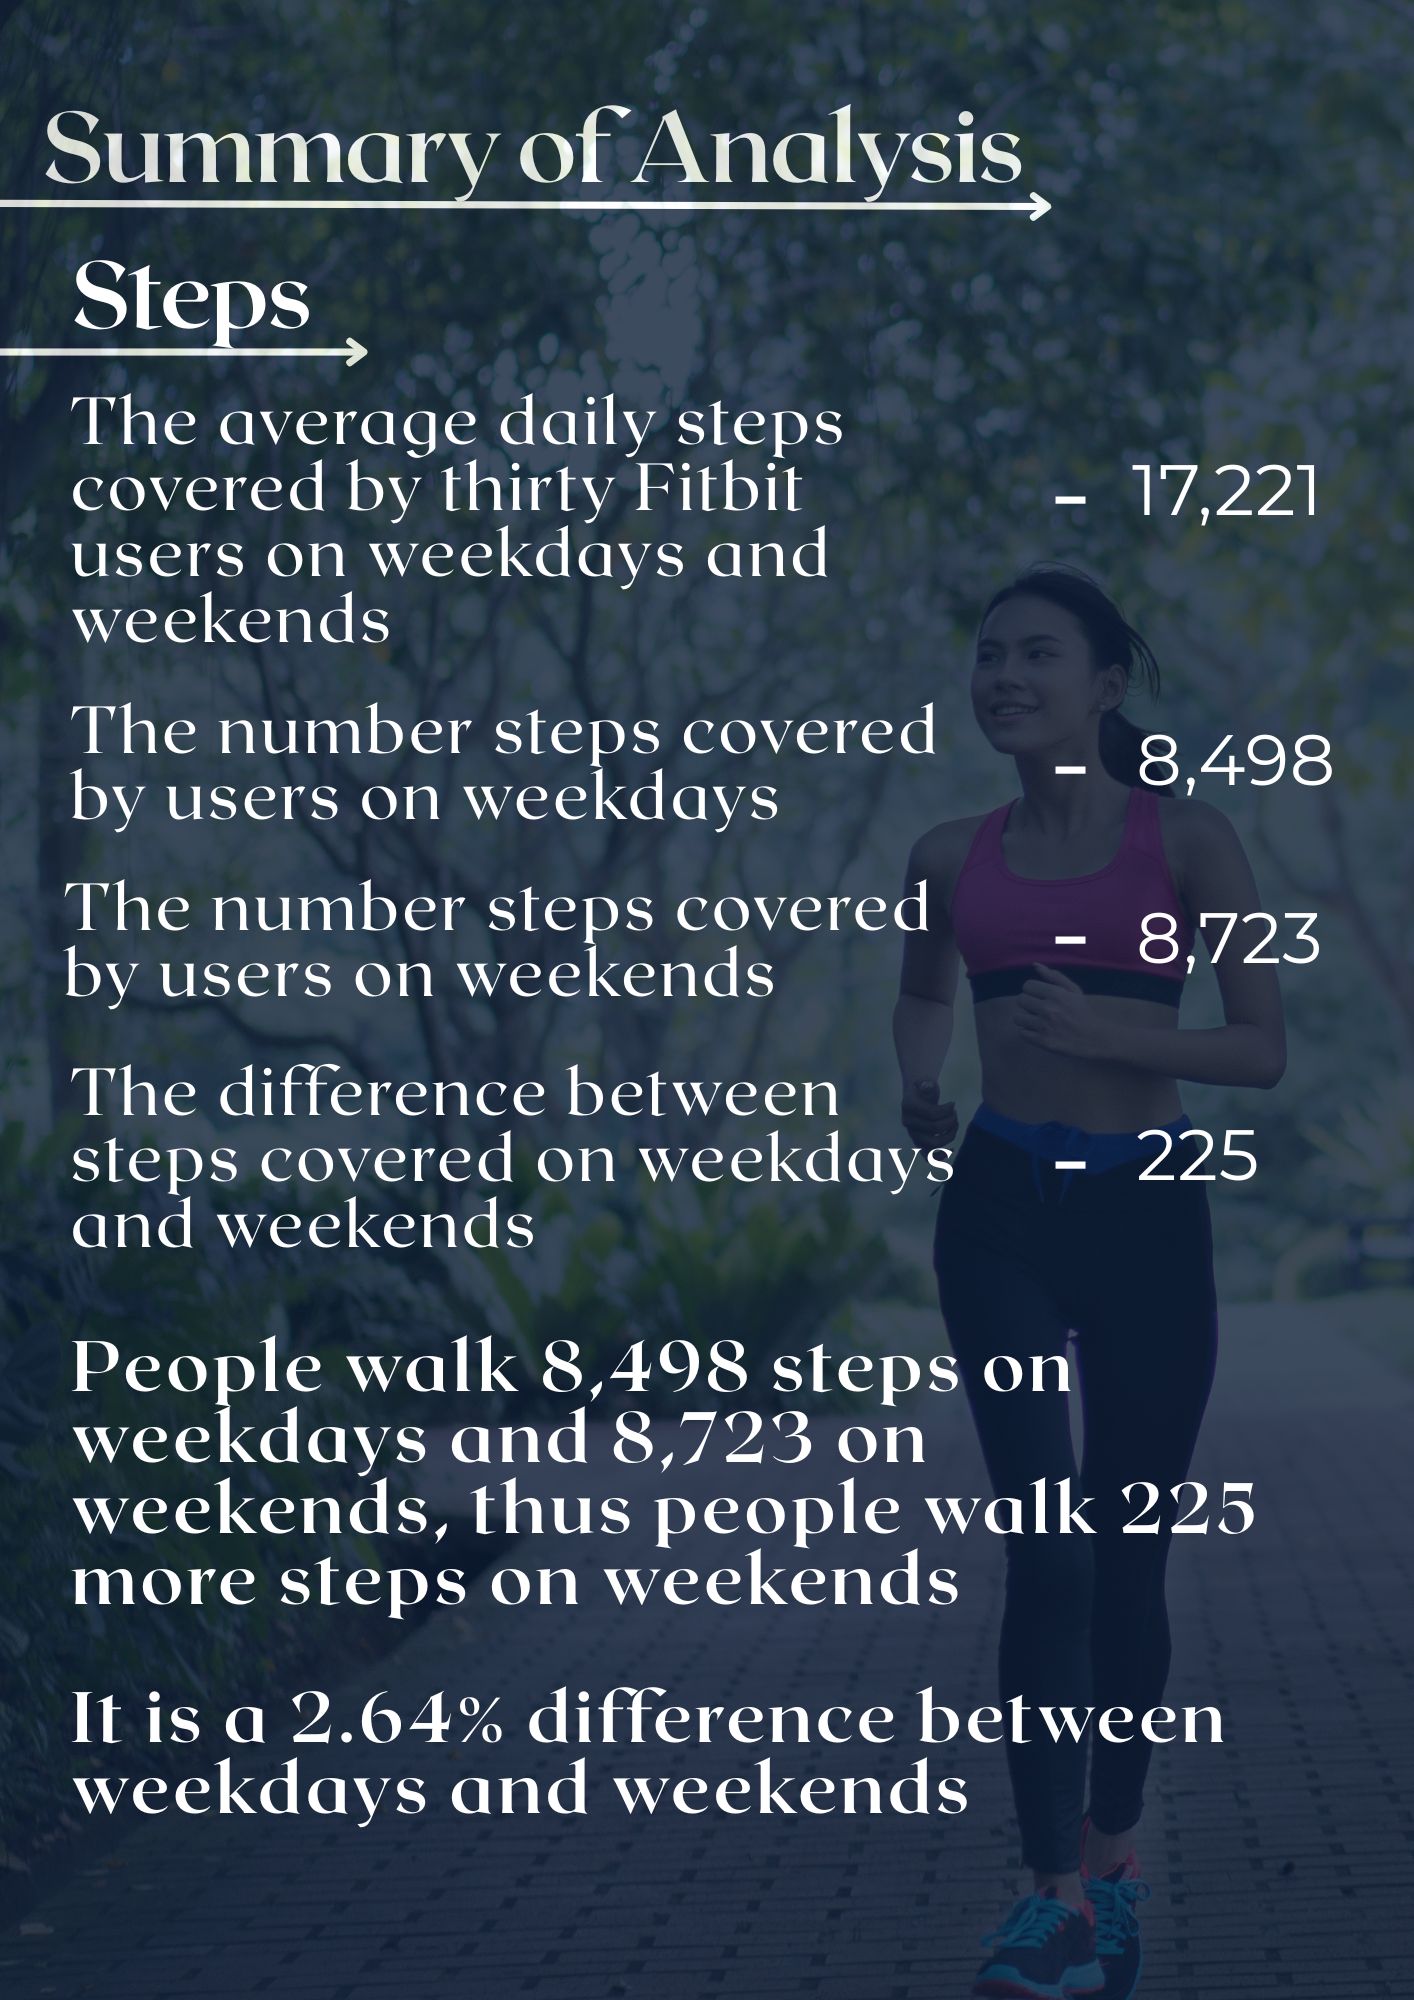 Summary of Analysis
Steps
The average daily steps
covered by thirty Fitbit
users on weekdays and
weekends
- 17,221
The number steps covered
by users on weekdays
- 8,498
The number steps covered
by users on weekends
- 8,723
The difference between
steps covered on weekdays
and weekends
- 225
People walk 8,498 steps on
weekdays and 8,723 on
weekends, thus people walk 225
more steps on weekends
It is a 2.64% difference between
weekdays and weekends